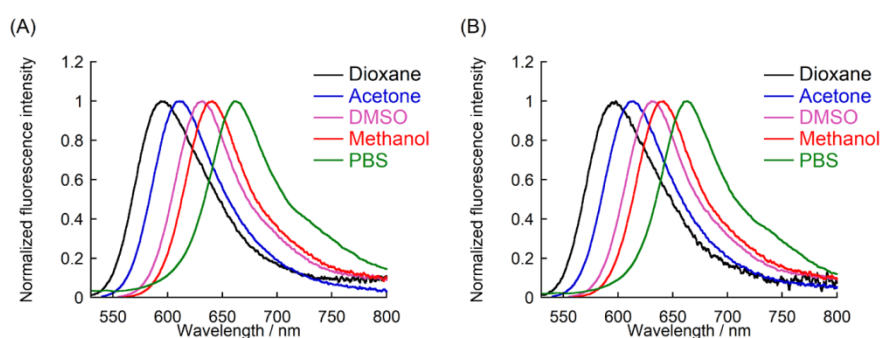 (A)
Normalized fluorescence intensity
1.2
1
0.8
0.6
0.4
0.2
0
550 600 650 700 750 800
Wavelength / nm
Dioxane
Acetone
DMSO
Methanol
PBS
(B)
Normalized fluorescence intensity
1.2
1
0.8
0.6
0.4
0.2
0
550 600 650 700 750 800
Wavelength / nm
Dioxane
Acetone
DMSO
Methanol
PBS